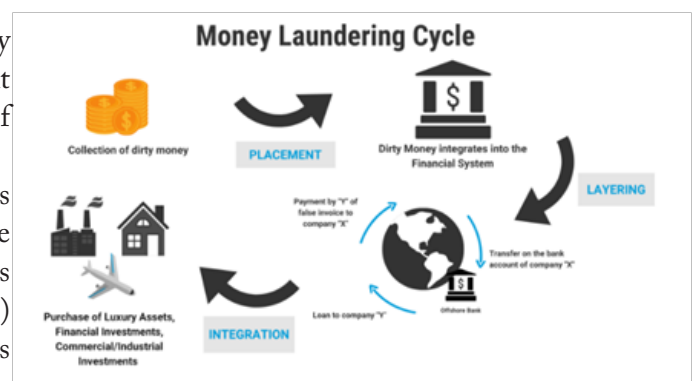 Money Laundering Cycle
y
t
f
s
e
s
)
s
$
$
Collection of dirty money
PLACEMENT
Dirty Money integrates into the
Financial System
LAYERING
Payment by "Y" of
false invoice to
company "X"
Transfer on the bank
account of company "X"
$
Offshore Bank
Loan to company "Y"
INTEGRATION
Purchase of Luxury Assets,
Financial Investments,
Commercial/Industrial
Investments